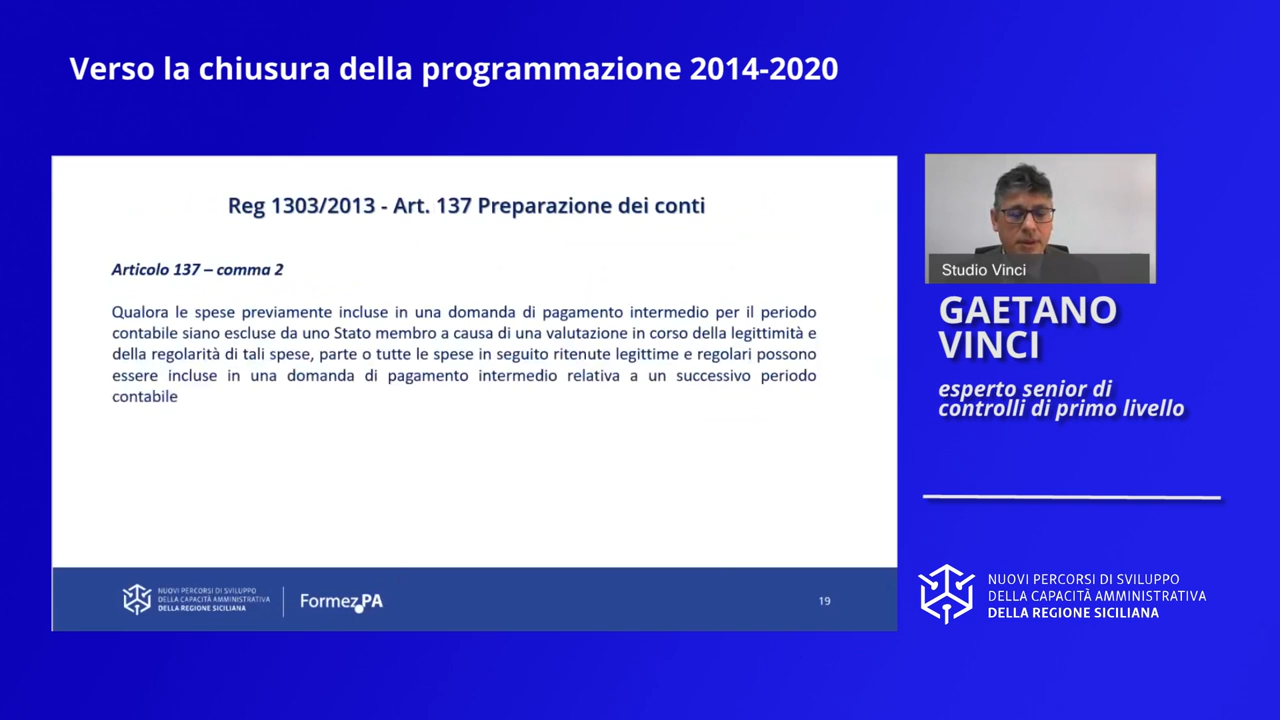 Verso la chiusura della programmazione 2014-2020
Reg 1303/2013 - Art. 137 Preparazione dei conti
Articolo 137 – comma 2
Qualora le spese previamente incluse in una domanda di pagamento intermedio per il periodo
contabile siano escluse da uno Stato membro a causa di una valutazione in corso della legittimità e
della regolarità di tali spese, parte o tutte le spese in seguito ritenute legittime e regolari possono
essere incluse in una domanda di pagamento intermedio relativa a un successivo periodo
contabile
NUOVI PERCORSI DI SVILUPPO
DELLA CAPACITÀ AMMINISTRATIVA
DELLA REGIONE SICILIANA
Formez PA
19
Studio Vinci
GAETANO
VINCI
esperto senior di
controlli di primo livello
NUOVI PERCORSI DI SVILUPPO
DELLA CAPACITÀ AMMINISTRATIVA
DELLA REGIONE SICILIANA